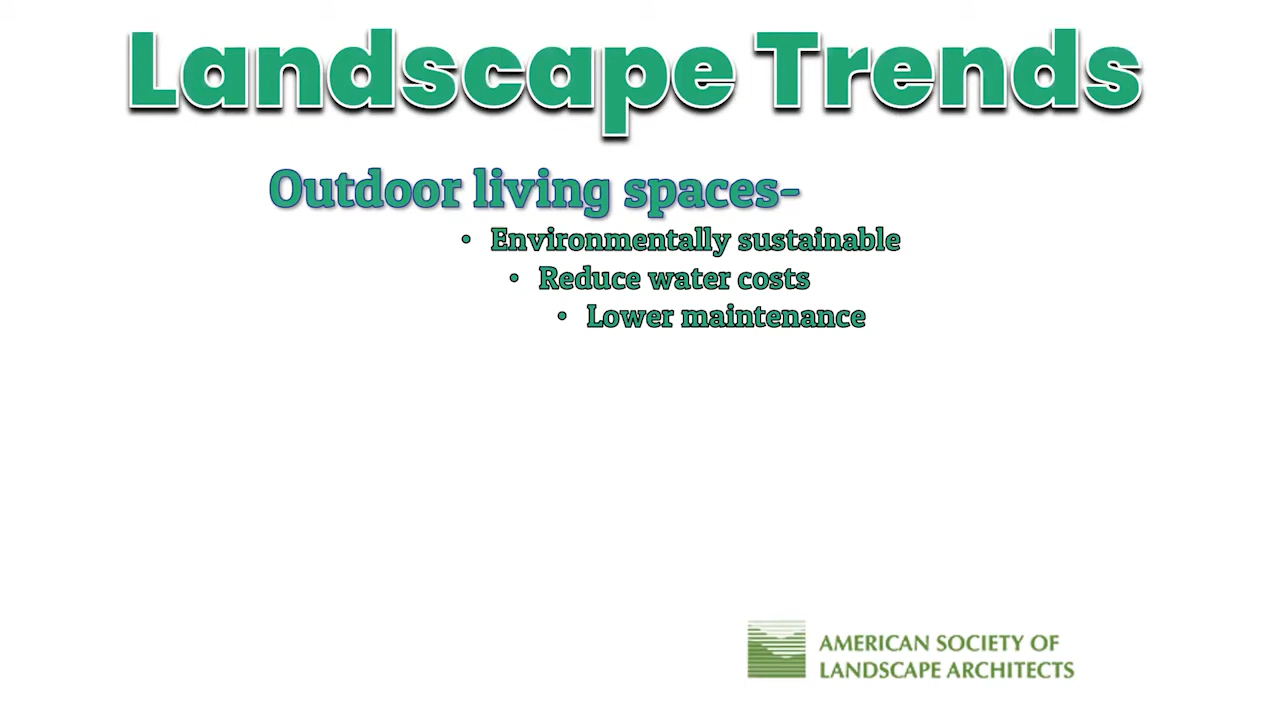 Landscape Trends
Outdoor living spaces-
• Environmentally sustainable
• Reduce water costs
• Lower maintenance
AMERICAN SOCIETY OF
LANDSCAPE ARCHITECTS